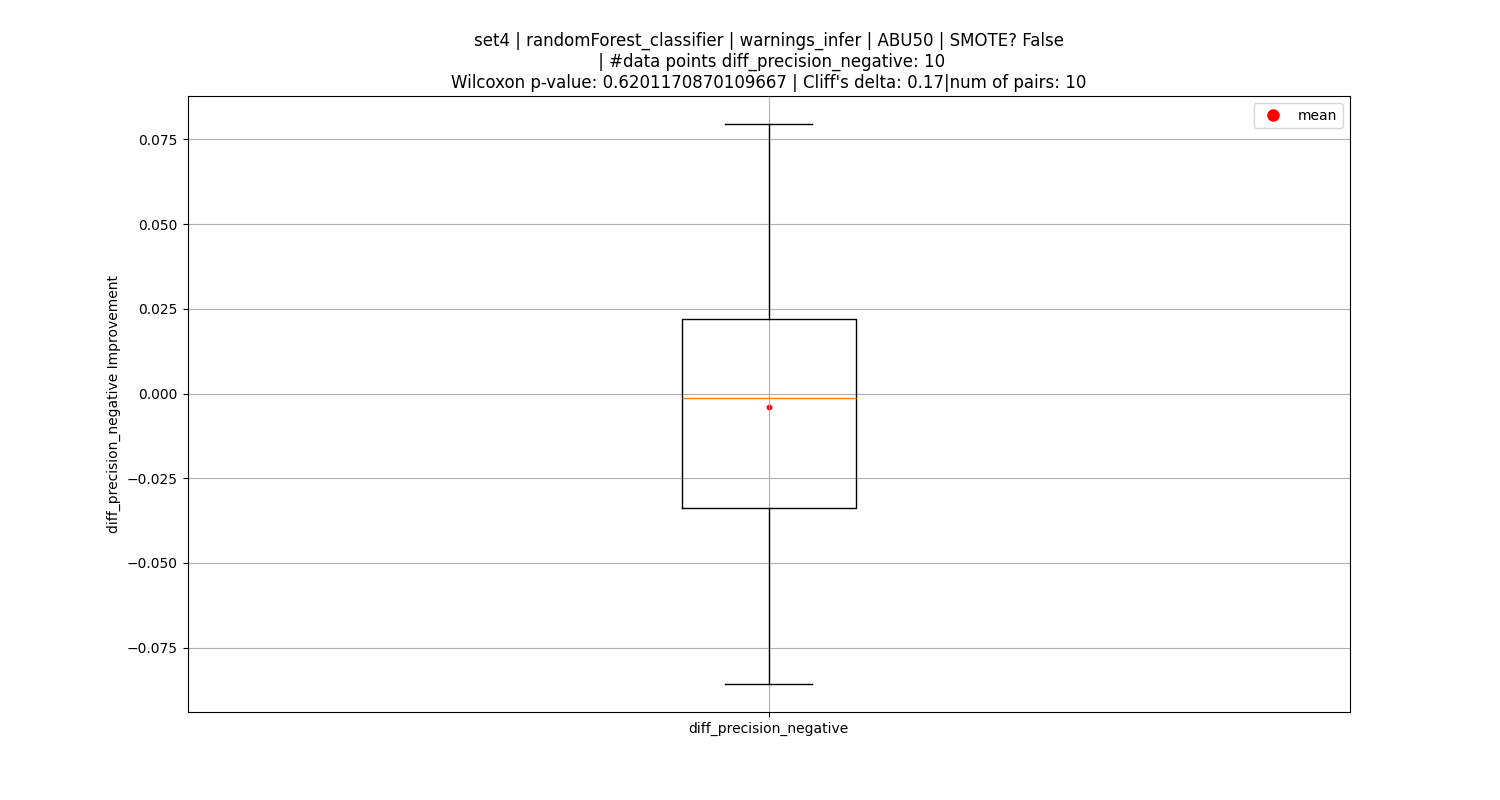 set4 | randomForest_classifier | warnings_infer | ABU50 | SMOTE? False
| #data points diff_precision_negative: 10
Wilcoxon p-value: 0.6201170870109667 | Cliff's delta: 0.17|num of pairs: 10
mean
0.075
0.050
0.025
0.000
−0.025
−0.050
−0.075
diff_precision_negative Improvement
diff_precision_negative